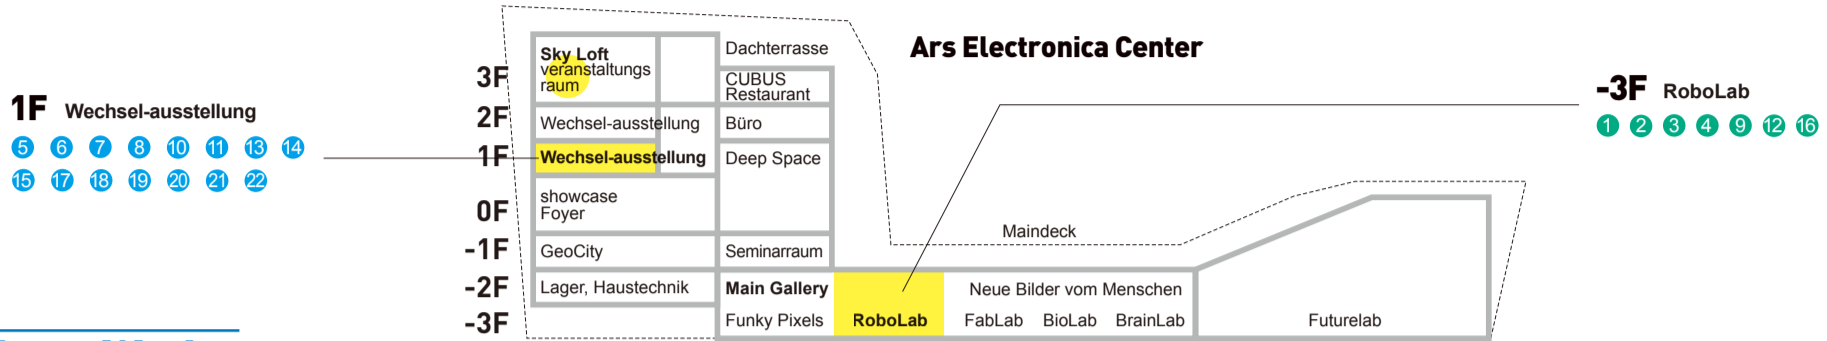 Ars Electronica Center
1F Wechsel-ausstellung
5 6 7 8 10 11 13 14
15 17 18 19 20 21 22
3F
2F
1F
0F
-1F
-2F
-3F
Sky Loft
veranstaltungs
raum
Dachterrasse
CUBUS
Restaurant
Wechsel-ausstellung
Büro
Wechsel-ausstellung
Deep Space
showcase
Foyer
GeoCity
Seminarraum
Lager, Haustechnik
Main Gallery
Neue Bilder vom Menschen
Funky Pixels
RoboLab
FabLab
BioLab
BrainLab
Futurelab
Maindeck
-3F RoboLab
1 2 3 4 9 12 16